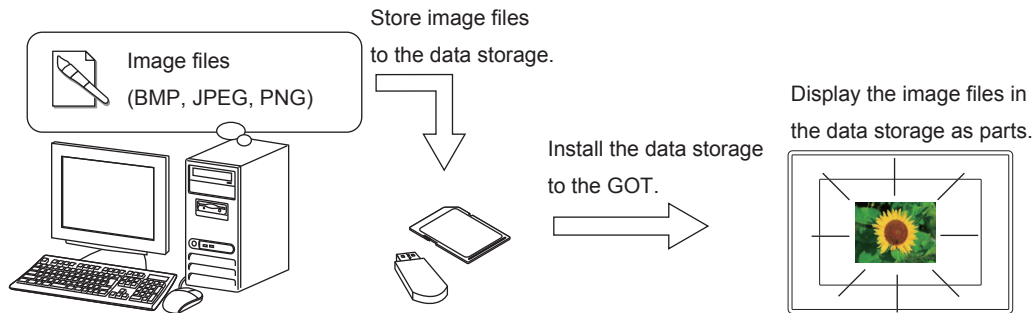 Store image files
to the data storage.
Image files
(BMP, JPEG, PNG)
Install the data storage
to the GOT.
Display the image files in
the data storage as parts.